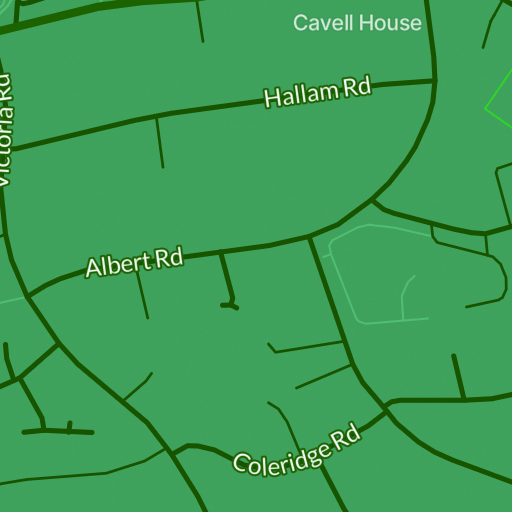 Cavell House
Hallam Rd
Victoria Rd
Albert Rd
Coleridge Rd